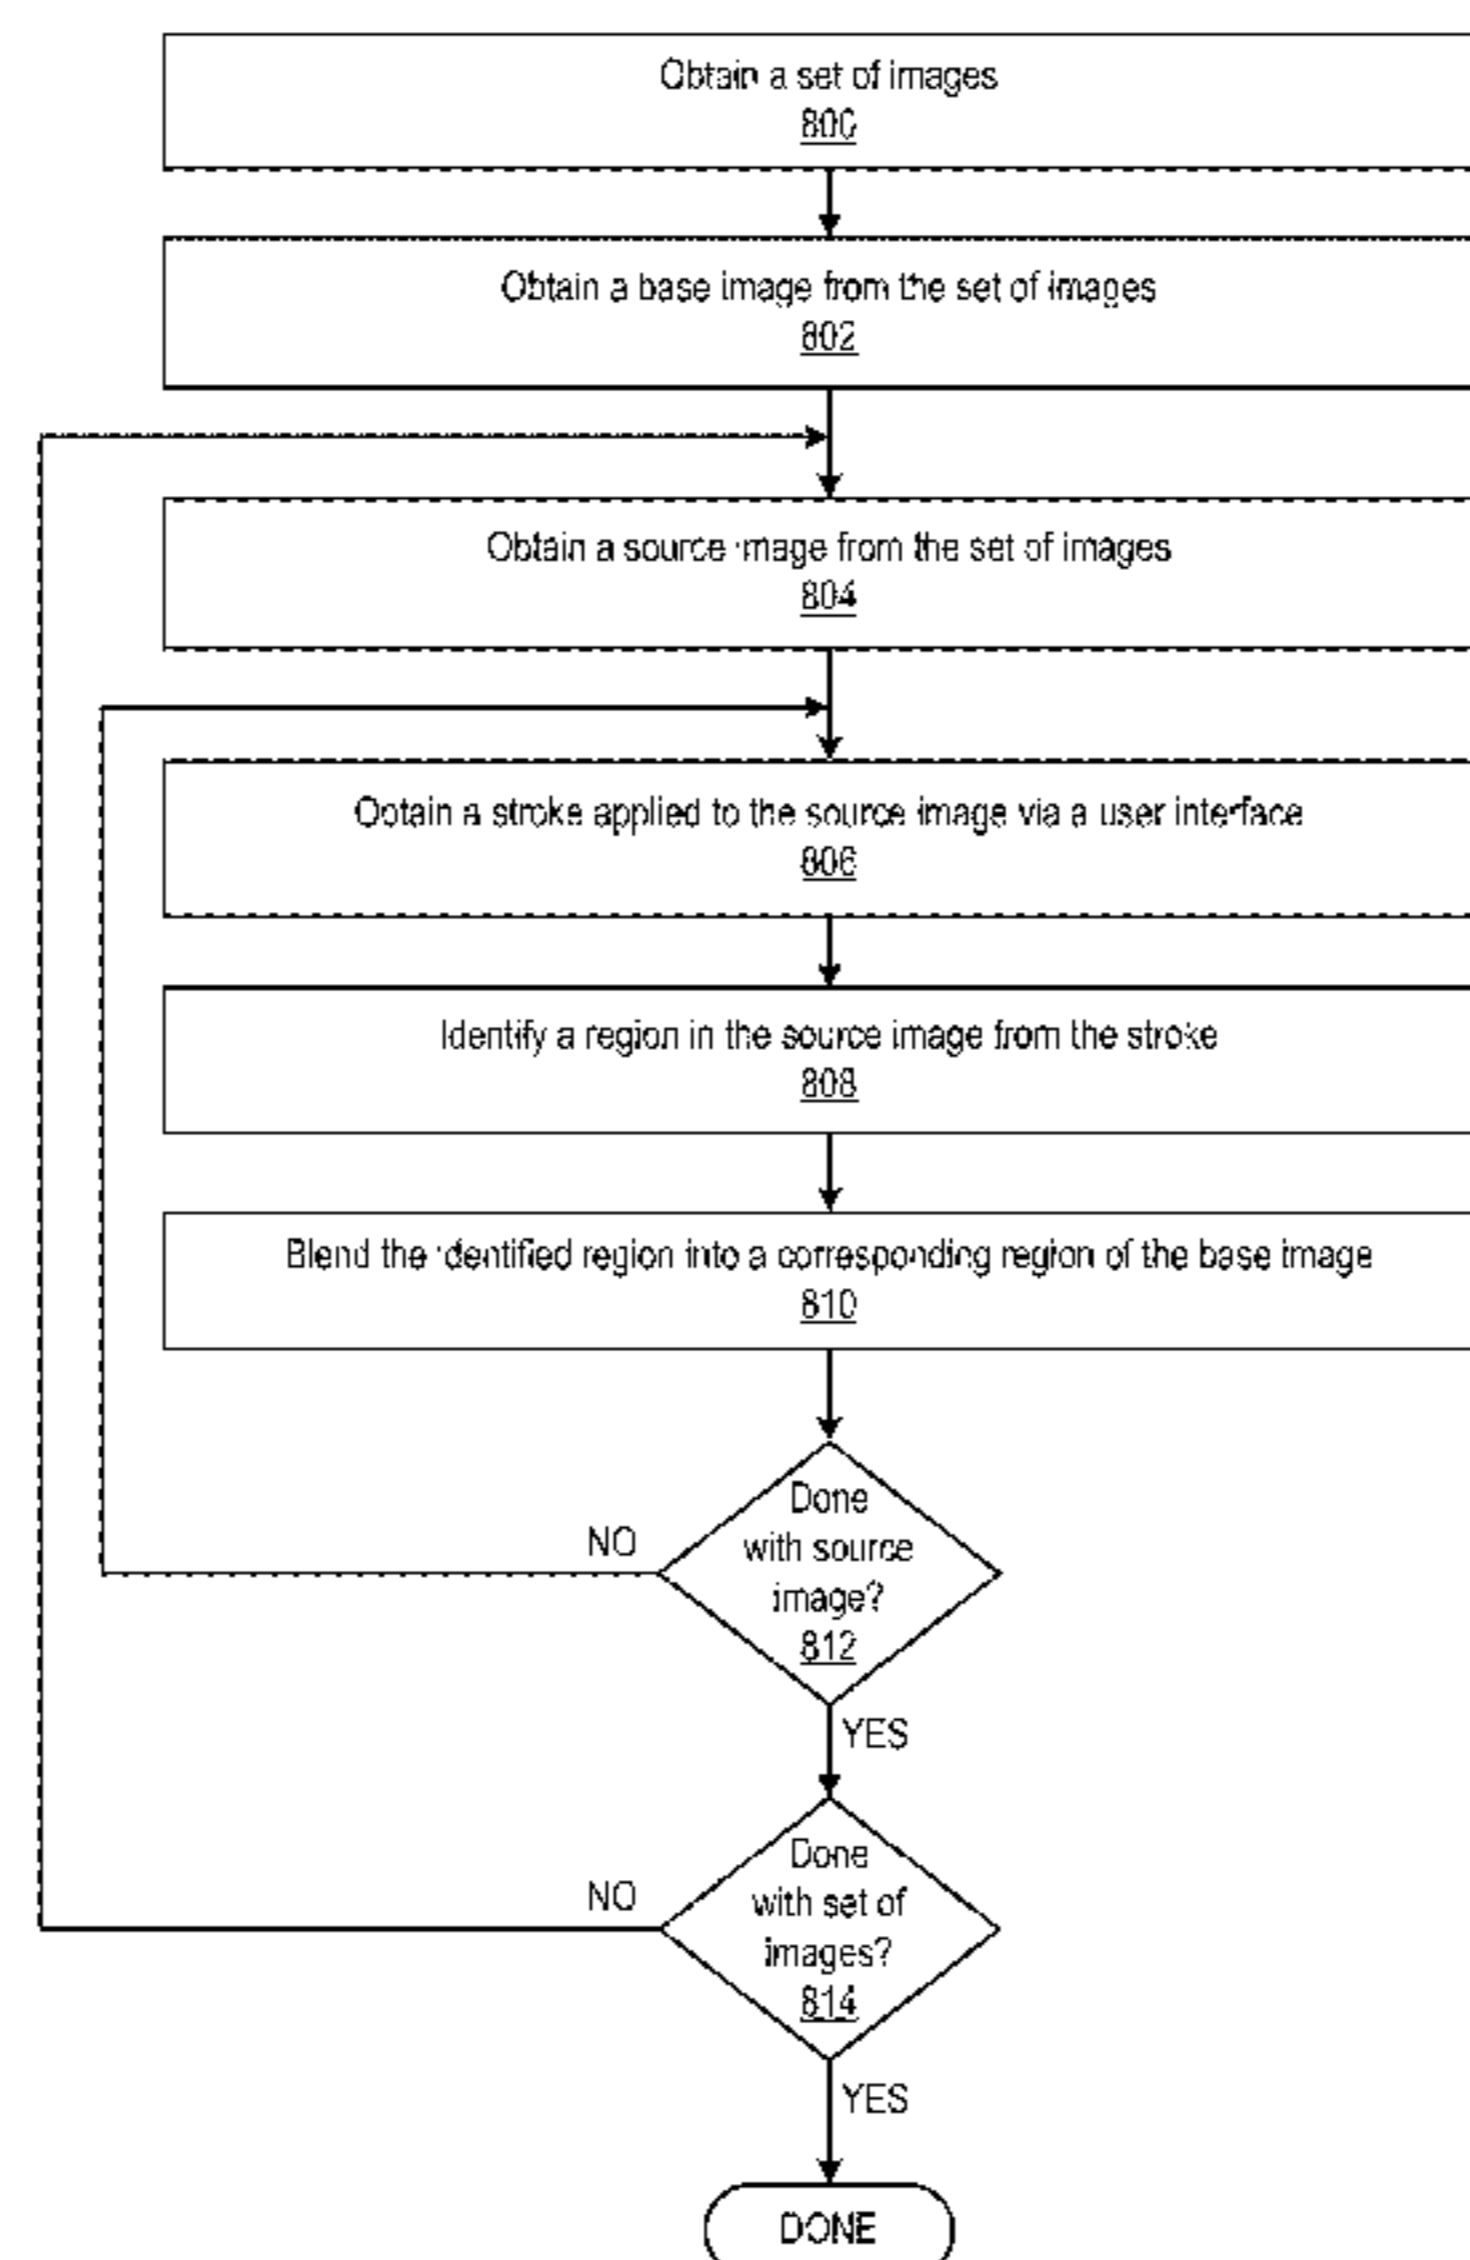 Obtain a set of images
800
Obtain a base image from the set of images
802
Obtain a source image from the set of images
804
Obtain a stroke applied to the source image via a user interface
806
Identify a region in the source image from the stroke
808
Blend the identified region into a corresponding region of the base image
810
Done
with source
image?
812
NO
YES
Done
with set of
images?
814
NO
YES
DONE